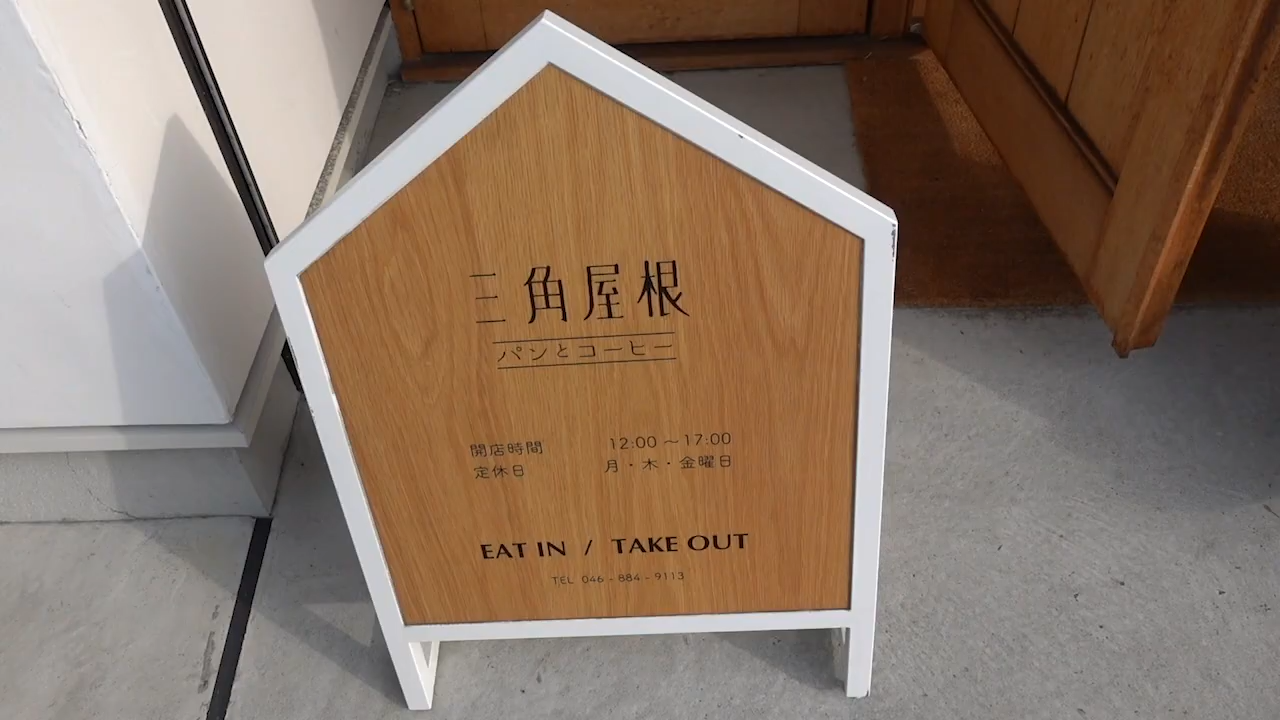 三角屋根
パンとコーヒー
開店時間 12:00～17:00
定休日 月・木・金曜日
EAT IN / TAKE OUT
TEL 046-884-9113